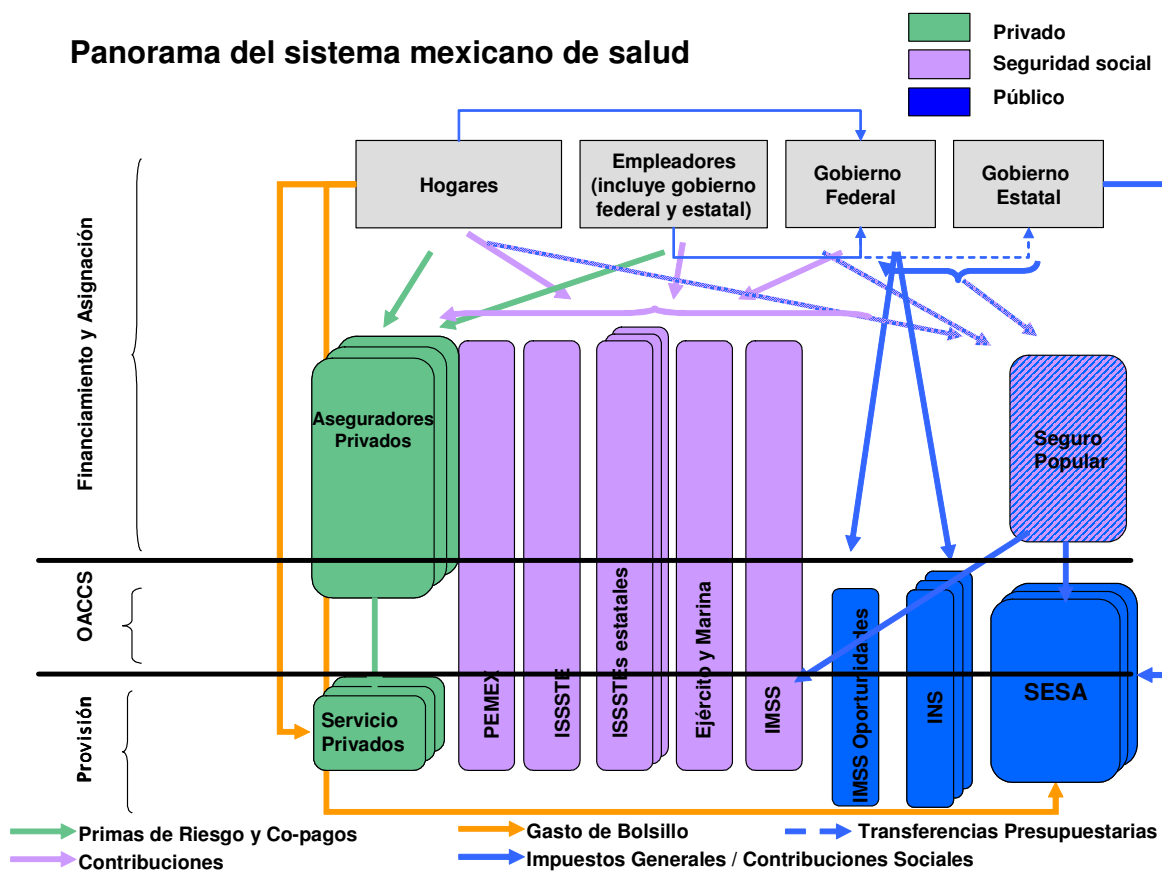 Panorama del sistema mexicano de salud
Privado
Seguridad social
Público
Hogares
Empleadores
(incluye gobierno
federal y estatal)
Gobierno
Federal
Gobierno
Estatal
Financiamiento y Asignación
Aseguradores
Privados
Seguro
Popular
OACCS
Provisión
Servicio
Privados
PEMEX
ISSSTE
ISSSTEs estatales
Ejército y Marina
IMSS
IMSS Oportunidades
INS
SESA
Primas de Riesgo y Co-pagos
Gasto de Bolsillo
Transferencias Presupuestarias
Contribuciones
Impuestos Generales / Contribuciones Sociales